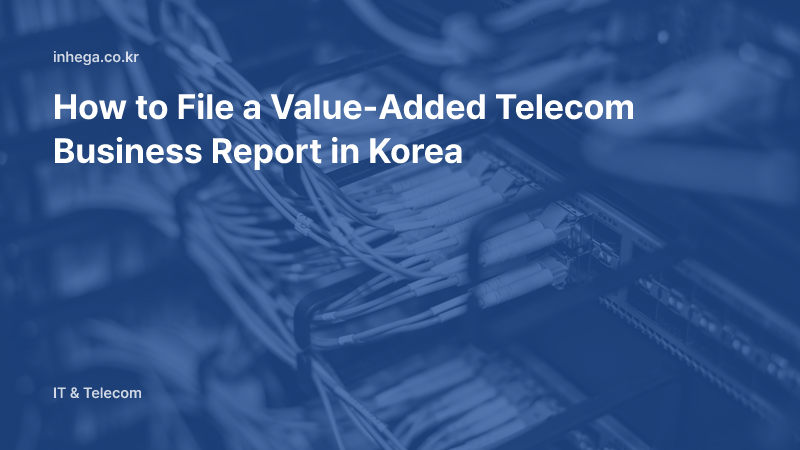 inhega.co.kr
How to File a Value-Added Telecom
Business Report in Korea
IT & Telecom